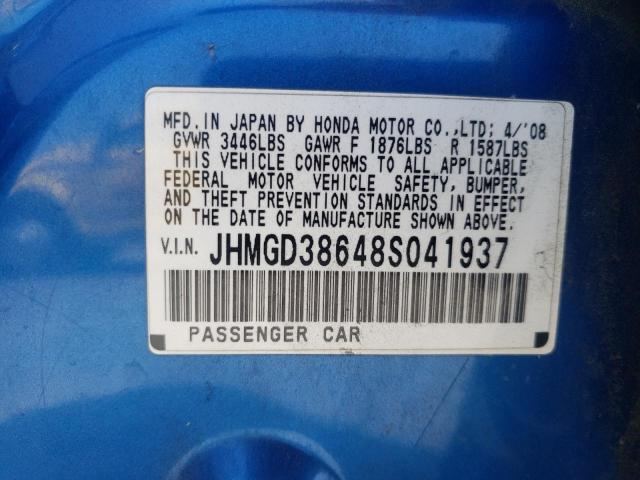 MFD.IN JAPAN BY HONDA MOTOR CO.,LTD; 4/'08
GVWR 3446LBS GAWR F 1876LBS R 1587LBS
THIS VEHICLE CONFORMS TO ALL APPLICABLE
FEDERAL MOTOR VEHICLE SAFETY, BUMPER,
AND THEFT PREVENTION STANDARDS IN EFFECT
ON THE DATE OF MANUFACTURE SHOWN ABOVE.
V.I.N. JHMGD38648S041937
PASSENGER CAR